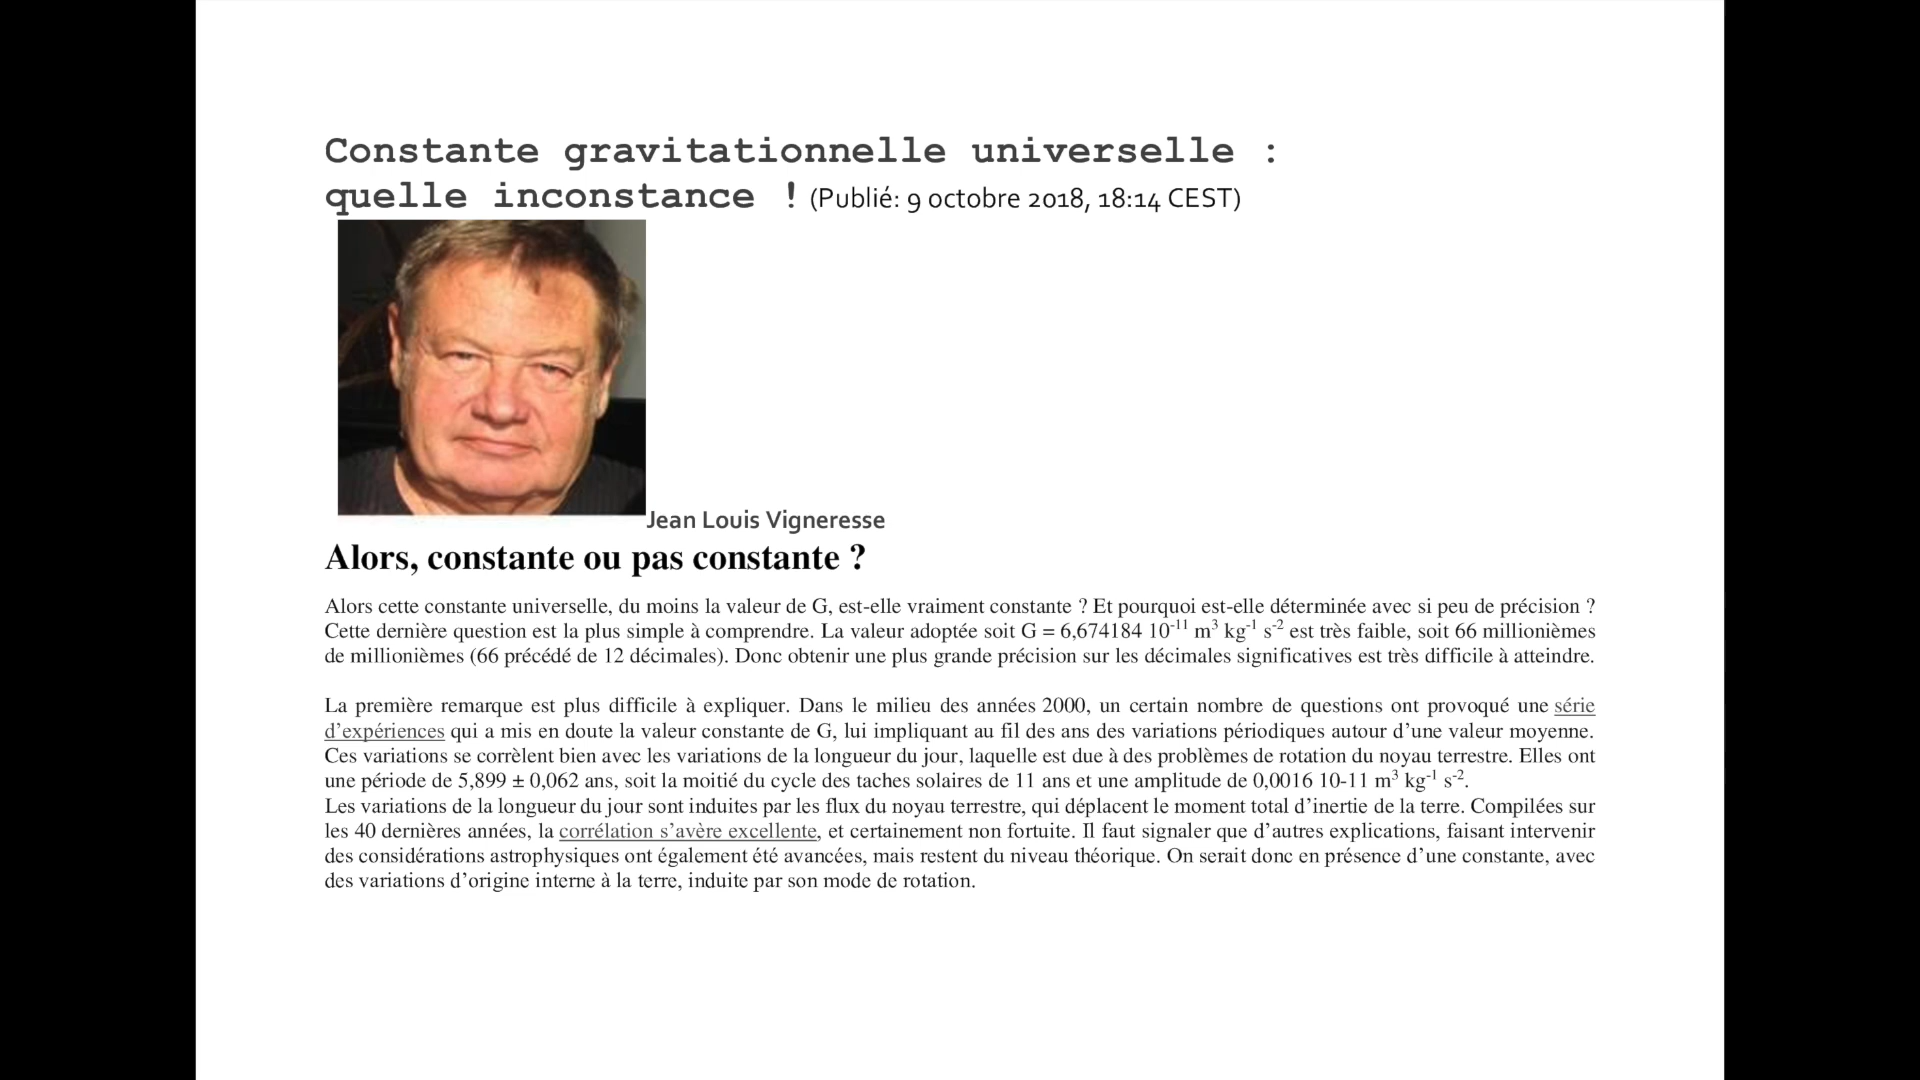 Constante gravitationnelle universelle :
quelle inconstance ! (Publié: 9 octobre 2018, 18:14 CEST)
Jean Louis Vigneresse
Alors, constante ou pas constante ?
Alors cette constante universelle, du moins la valeur de G, est-elle vraiment constante ? Et pourquoi est-elle déterminée avec si peu de précision ?
Cette dernière question est la plus simple à comprendre. La valeur adoptée soit G = 6,674184 10⁻¹¹ m³ kg⁻¹ s⁻² est très faible, soit 66 millionièmes
de millionièmes (66 précédé de 12 décimales). Donc obtenir une plus grande précision sur les décimales significatives est très difficile à atteindre.
La première remarque est plus difficile à expliquer. Dans le milieu des années 2000, un certain nombre de questions ont provoqué une série
d’expériences qui a mis en doute la valeur constante de G, lui impliquant au fil des ans des variations périodiques autour d’une valeur moyenne.
Ces variations se corrèlent bien avec les variations de la longueur du jour, laquelle est due à des problèmes de rotation du noyau terrestre. Elles ont
une période de 5,899 ± 0,062 ans, soit la moitié du cycle des taches solaires de 11 ans et une amplitude de 0,0016 10-11 m³ kg⁻¹ s⁻².
Les variations de la longueur du jour sont induites par les flux du noyau terrestre, qui déplacent le moment total d’inertie de la terre. Compilées sur
les 40 dernières années, la corrélation s’avère excellente, et certainement non fortuite. Il faut signaler que d’autres explications, faisant intervenir
des considérations astrophysiques ont également été avancées, mais restent du niveau théorique. On serait donc en présence d’une constante, avec
des variations d’origine interne à la terre, induite par son mode de rotation.